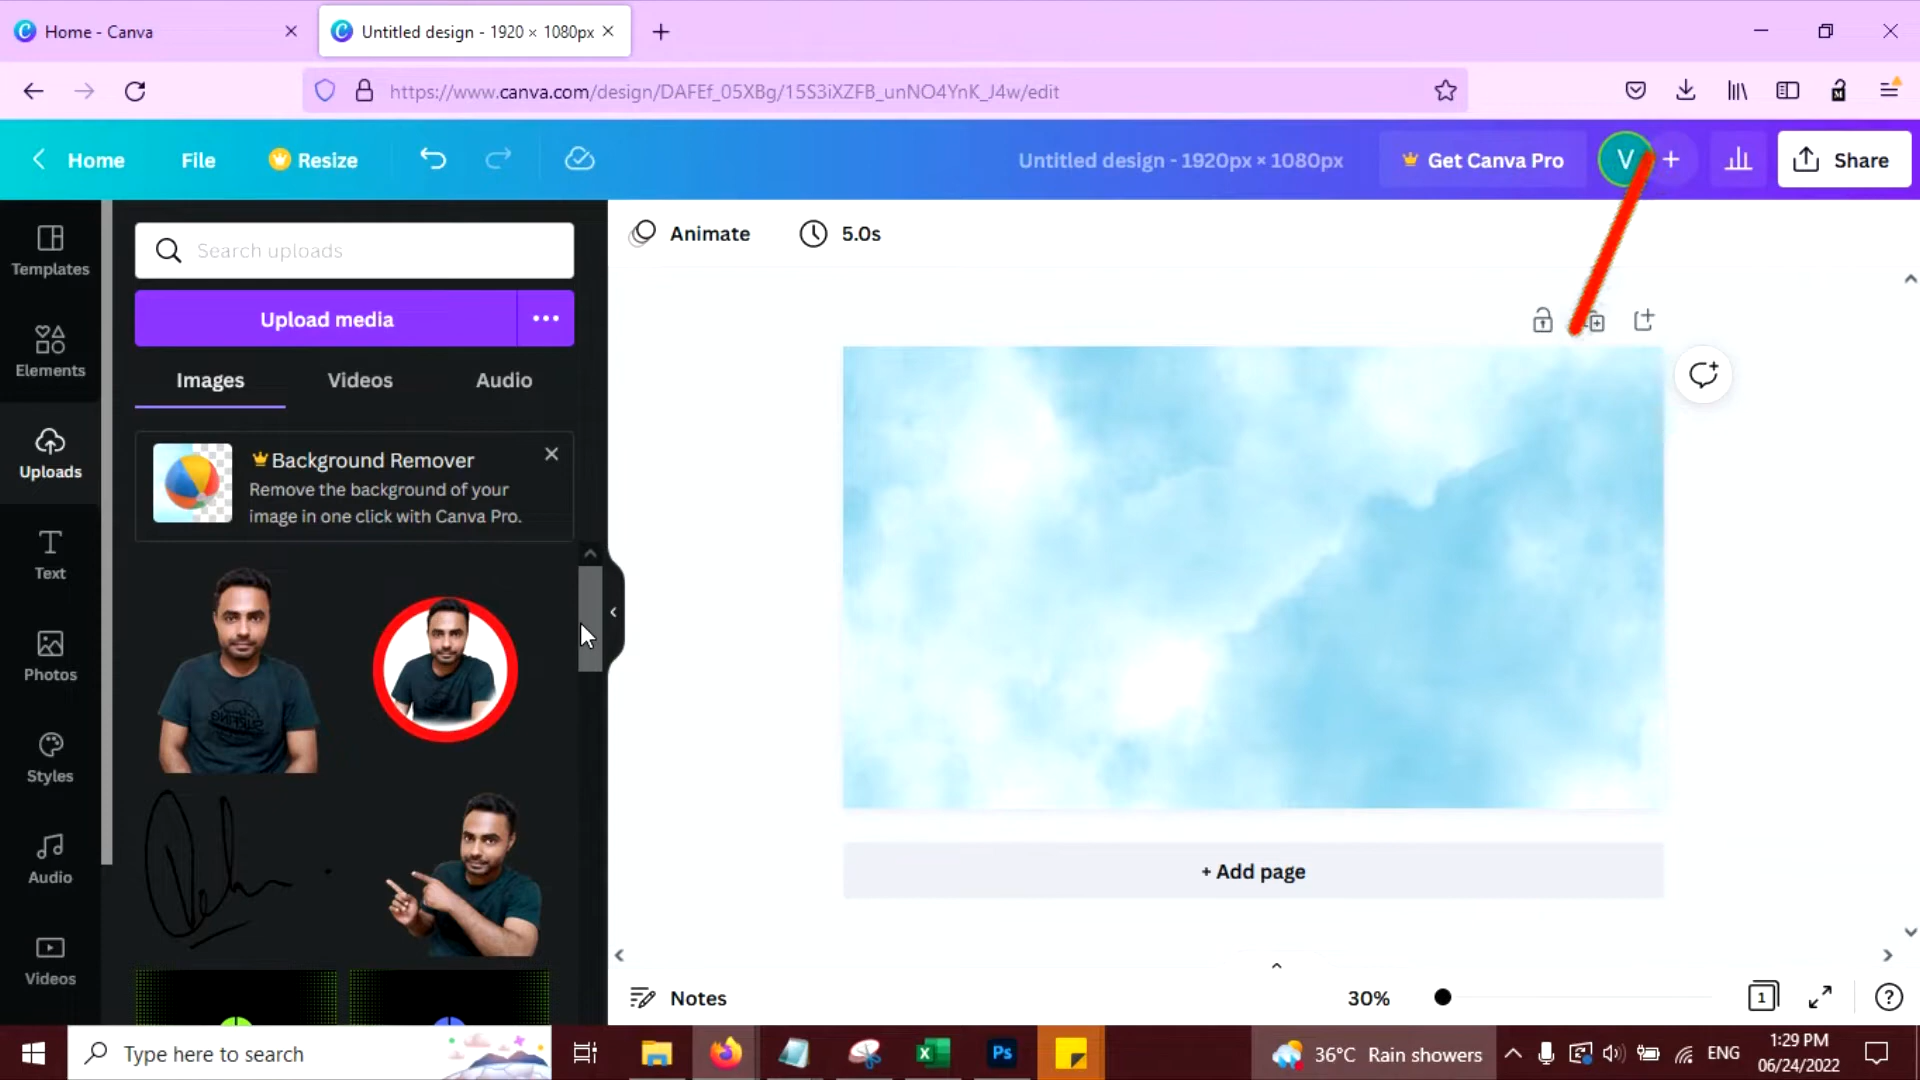 Home - Canva
Untitled design - 1920 × 1080px
https://www.canva.com/design/DAFEf_05XBg/15S3iXZFB_unNO4YnK_J4w/edit
Home
File
Resize
Untitled design - 1920px × 1080px
Get Canva Pro
V
+
Share
Templates
Elements
Uploads
Text
Photos
Styles
Audio
Videos
Search uploads
Upload media
Images
Videos
Audio
Background Remover
Remove the background of your
image in one click with Canva Pro.
Animate
5.0s
+ Add page
Notes
30%
1
?
Type here to search
Ps
36°C Rain showers
ENG
1:29 PM
06/24/2022